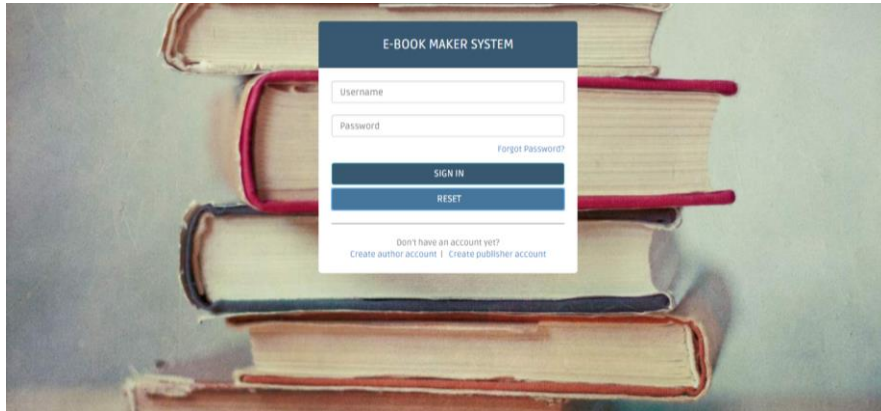 E-BOOK MAKER SYSTEM
Username
Password
Forgot Password?
SIGN IN
RESET
Don't have an account yet?
Create author account | Create publisher account